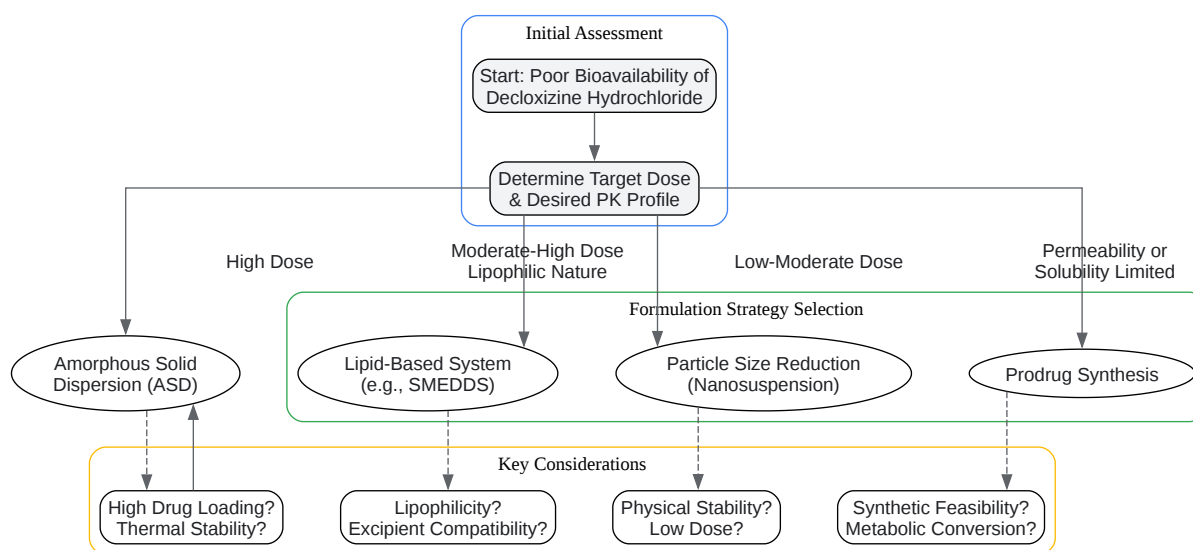 Initial Assessment
Start: Poor Bioavailability of
Decloxizine Hydrochloride
Determine Target Dose
& Desired PK Profile
High Dose
Moderate-High Dose
Lipophilic Nature
Low-Moderate Dose
Permeability or
Solubility Limited
Formulation Strategy Selection
Amorphous Solid
Dispersion (ASD)
Lipid-Based System
(e.g., SMEDDS)
Particle Size Reduction
(Nanosuspension)
Prodrug Synthesis
Key Considerations
High Drug Loading?
Thermal Stability?
Lipophilicity?
Excipient Compatibility?
Physical Stability?
Low Dose?
Synthetic Feasibility?
Metabolic Conversion?